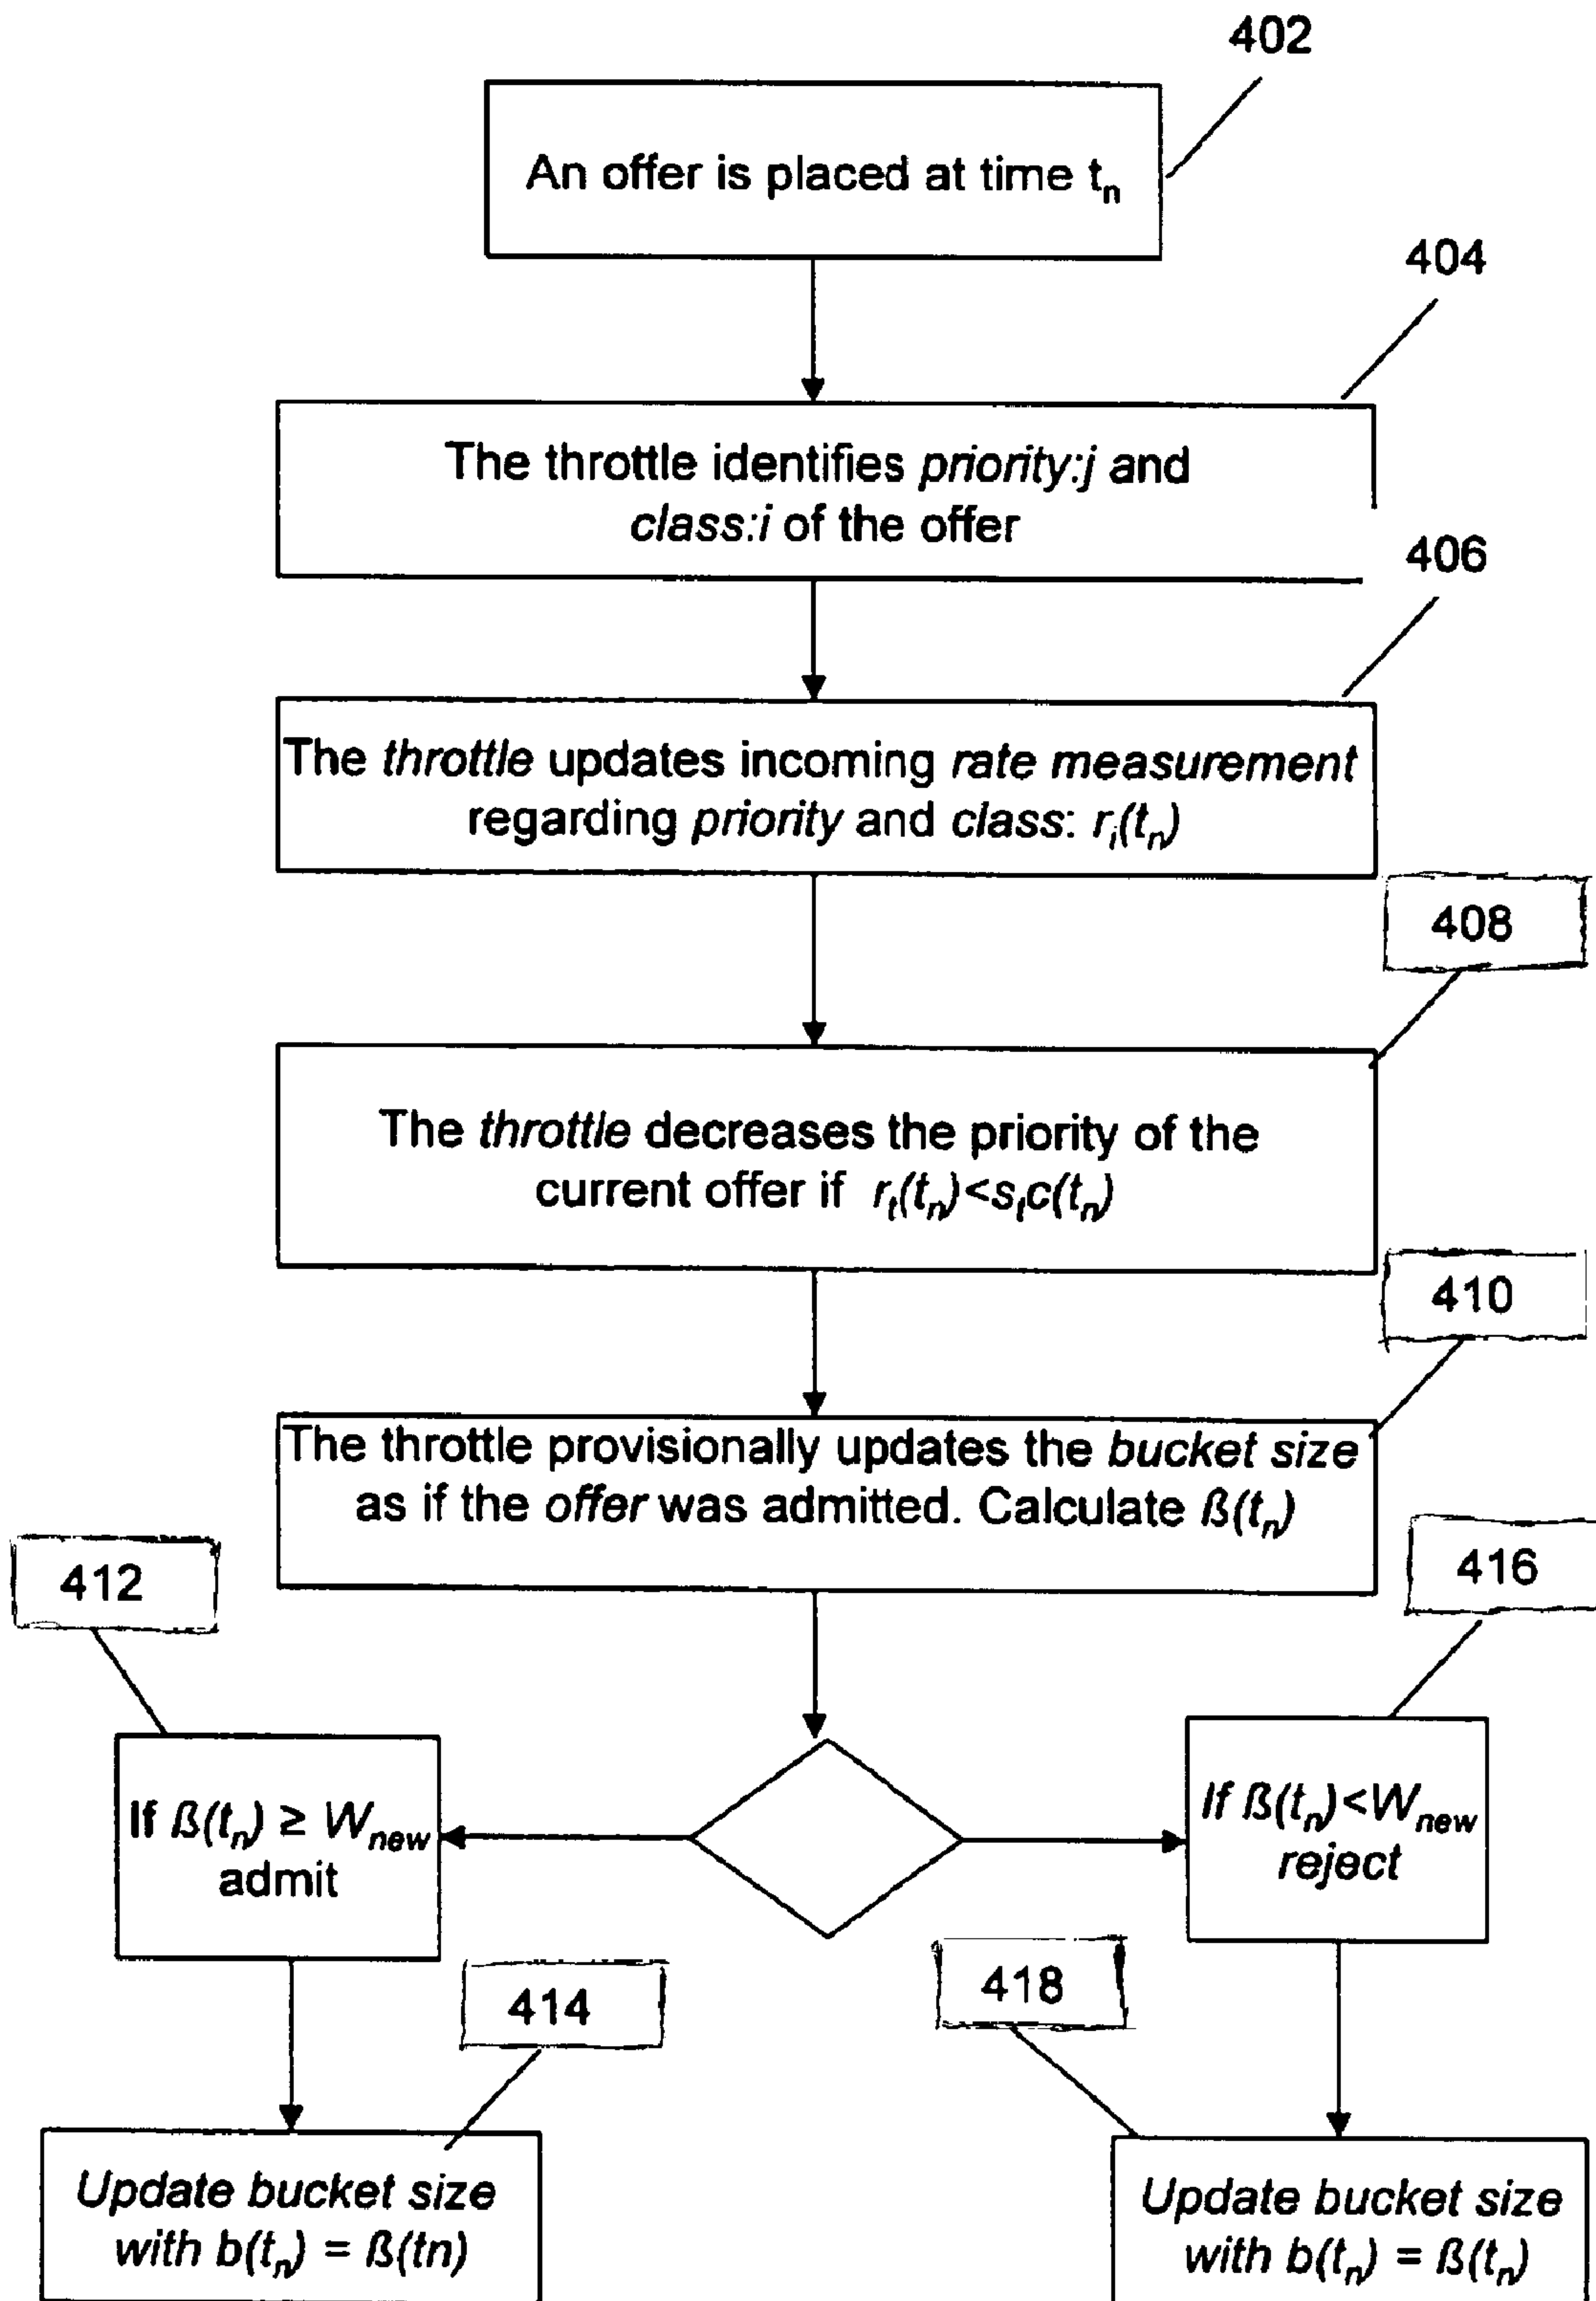 402
An offer is placed at time tₙ
404
The throttle identifies priority:j and
class:i of the offer
406
The throttle updates incoming rate measurement
regarding priority and class: rᵢ(tₙ)
408
The throttle decreases the priority of the
current offer if rₜ(tₙ)<sₜc(tₙ)
410
The throttle provisionally updates the bucket size
as if the offer was admitted. Calculate ß(tₙ)
412
416
If ß(tₙ) ≥ Wnew
admit
If ß(tₙ)<Wnew
reject
414
418
Update bucket size
with b(tₙ) = ß(tn)
Update bucket size
with b(tₙ) = ß(tₙ)